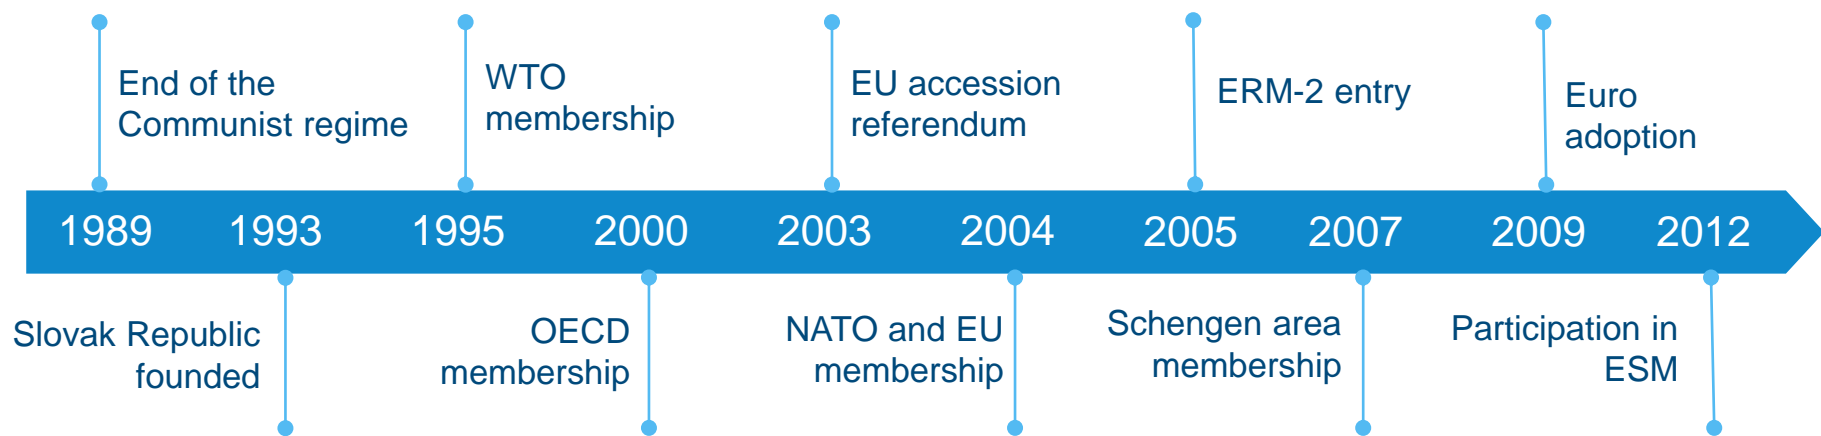 End of the
Communist regime
WTO
membership
EU accession
referendum
ERM-2 entry
Euro
adoption
1989 1993 1995 2000 2003 2004 2005 2007 2009 2012
Slovak Republic
founded
OECD
membership
NATO and EU
membership
Schengen area
membership
Participation in
ESM